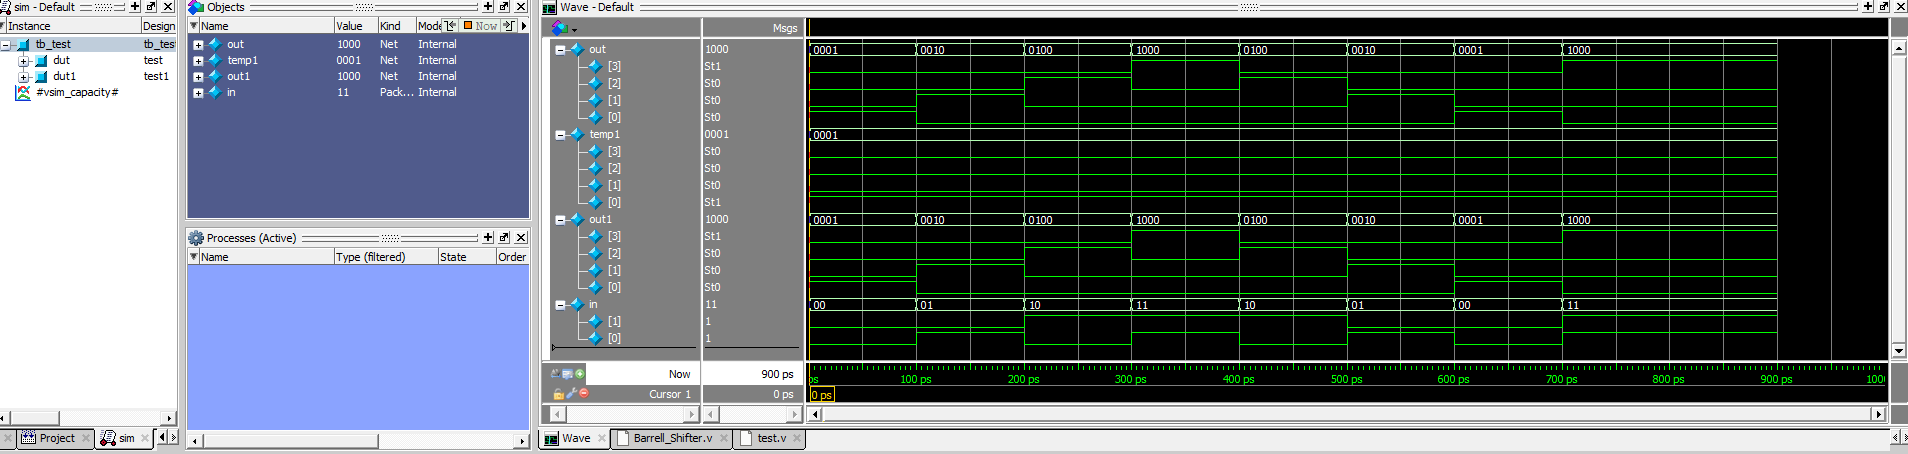 sim - Default
Instance Design
tb_test tb_tes
dut test
dut1 test1
#vsim_capacity#
Project sim
Objects
Name Value Kind Mode Now
out 1000 Net Internal
temp1 0001 Net Internal
out1 1000 Net Internal
in 11 Pack... Internal
Processes (Active)
Name Type (filtered) State Order
Wave - Default
Msgs
out 1000 0001 0010 0100 1000 0100 0010 0001 1000
[3] St1
[2] St0
[1] St0
[0] St0
temp1 0001 0001
[3] St0
[2] St0
[1] St0
[0] St1
out1 1000 0001 0010 0100 1000 0100 0010 0001 1000
[3] St1
[2] St0
[1] St0
[0] St0
in 11 00 01 10 11 10 01 00 11
[1] 1
[0] 1
Now 900 ps ps 100 ps 200 ps 300 ps 400 ps 500 ps 600 ps 700 ps 800 ps 900 ps 1000
Cursor 1 0 ps 0 ps
Wave Barrell_Shifter.v test.v